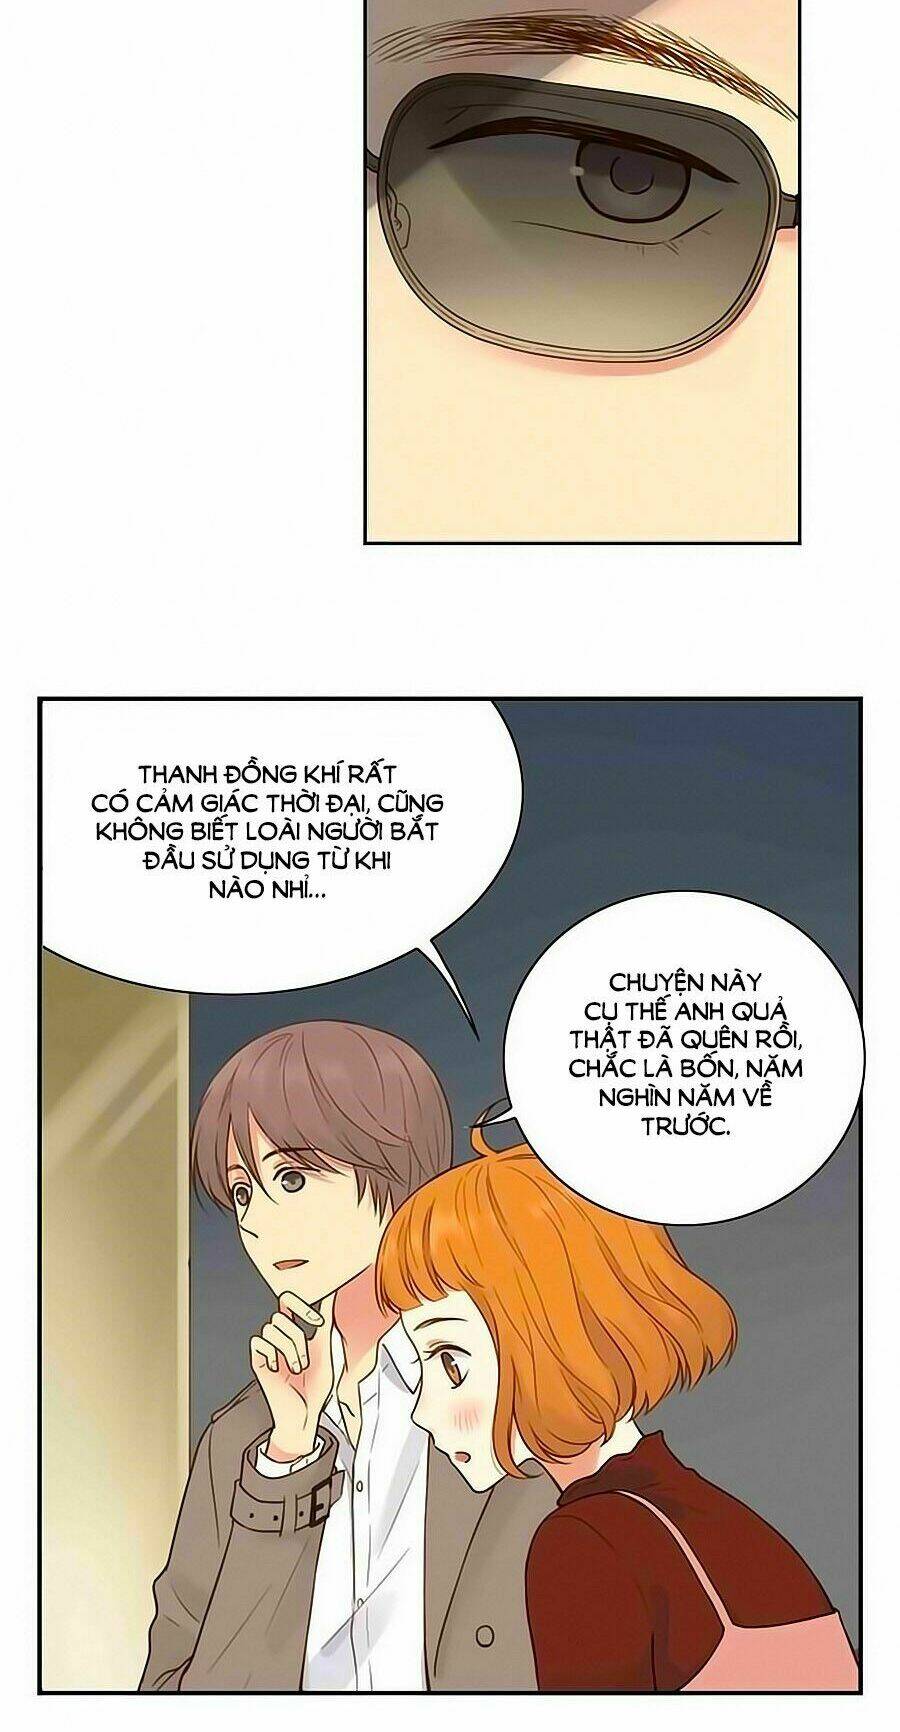 THANH ĐỒNG KHÍ RẤT
CÓ CẢM GIÁC THỜI ĐẠI, CŨNG
KHÔNG BIẾT LOÀI NGƯỜI BẮT
ĐẦU SỬ DỤNG TỪ KHI
NÀO NHỈ...
CHUYỆN NÀY
CỤ THẾ ANH QUẢ
THẬT ĐÃ QUÊN RỒI,
CHẮC LÀ BỐN, NĂM
NGHÌN NĂM VỀ
TRƯỚC.